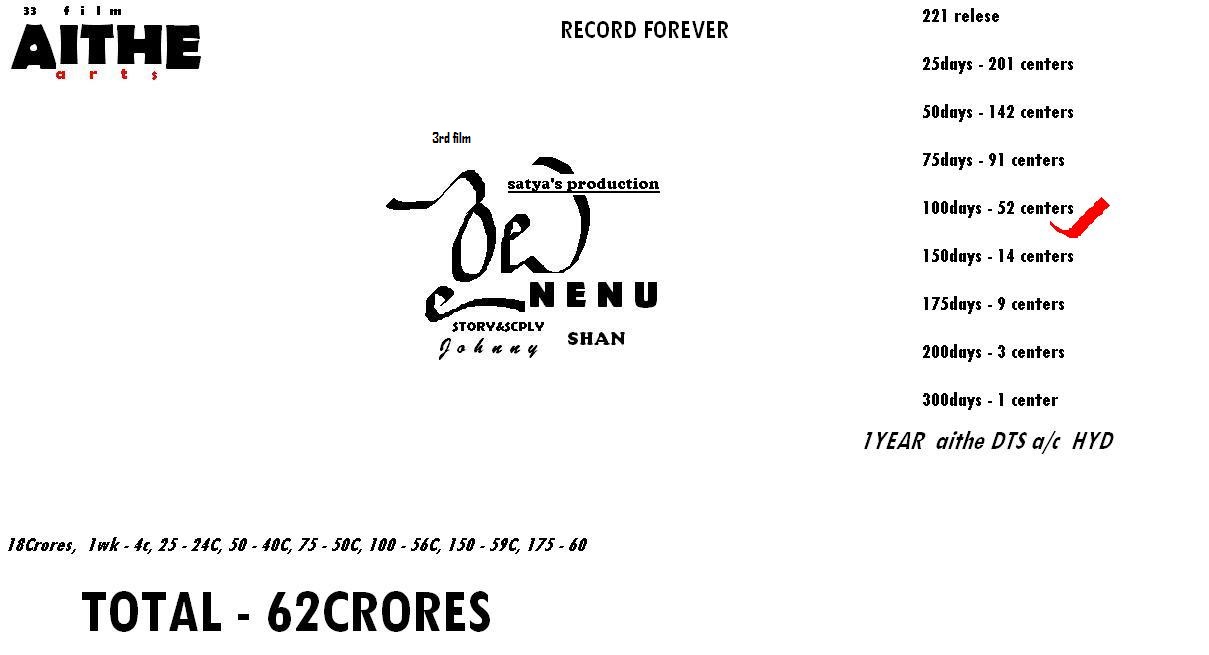 33 film
AITHE
arts
RECORD FOREVER
3rd film
satya's production
NENU
STORY&SCPLY
Johnny
SHAN
221 relese
25days - 201 centers
50days - 142 centers
75days - 91 centers
100days - 52 centers
150days - 14 centers
175days - 9 centers
200days - 3 centers
300days - 1 center
1YEAR aithe DTS a/c HYD
18Crores, 1wk - 4c, 25 - 24C, 50 - 40C, 75 - 50C, 100 - 56C, 150 - 59C, 175 - 60
TOTAL - 62CRORES